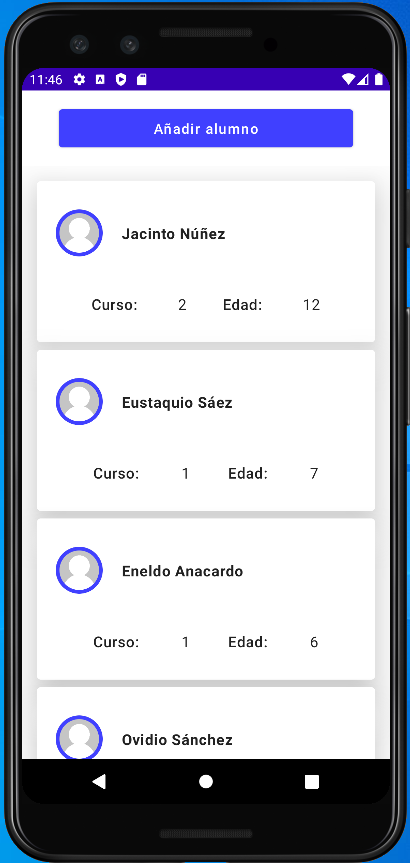 11:46
Añadir alumno
Jacinto Núñez
Curso: 2 Edad: 12
Eustaquio Sáez
Curso: 1 Edad: 7
Eneldo Anacardo
Curso: 1 Edad: 6
Ovidio Sánchez